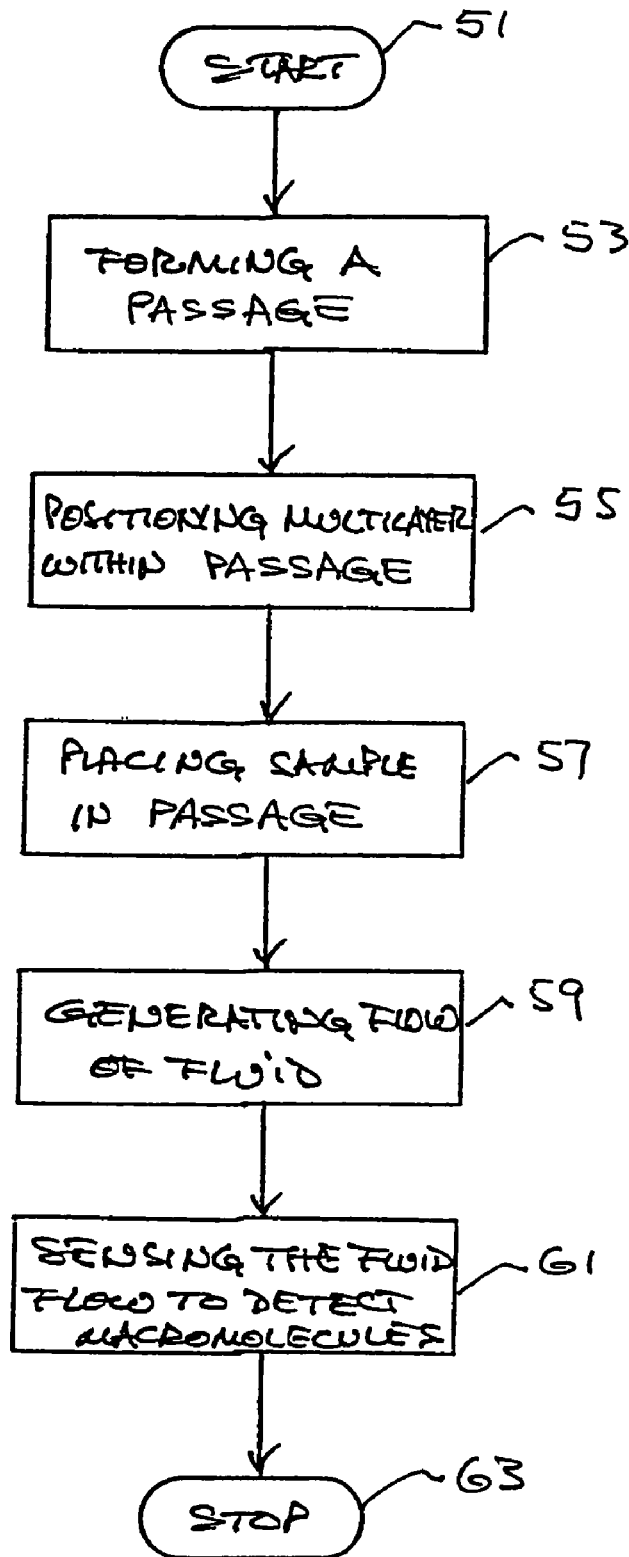 51
START
53
FORMING A
PASSAGE
55
POSITIONING MULTILAYER
WITHIN PASSAGE
57
PLACING SAMPLE
IN PASSAGE
59
GENERATING FLOW
OF FLUID
61
SENSING THE FLUID
FLOW TO DETECT
MACROMOLECULES
63
STOP